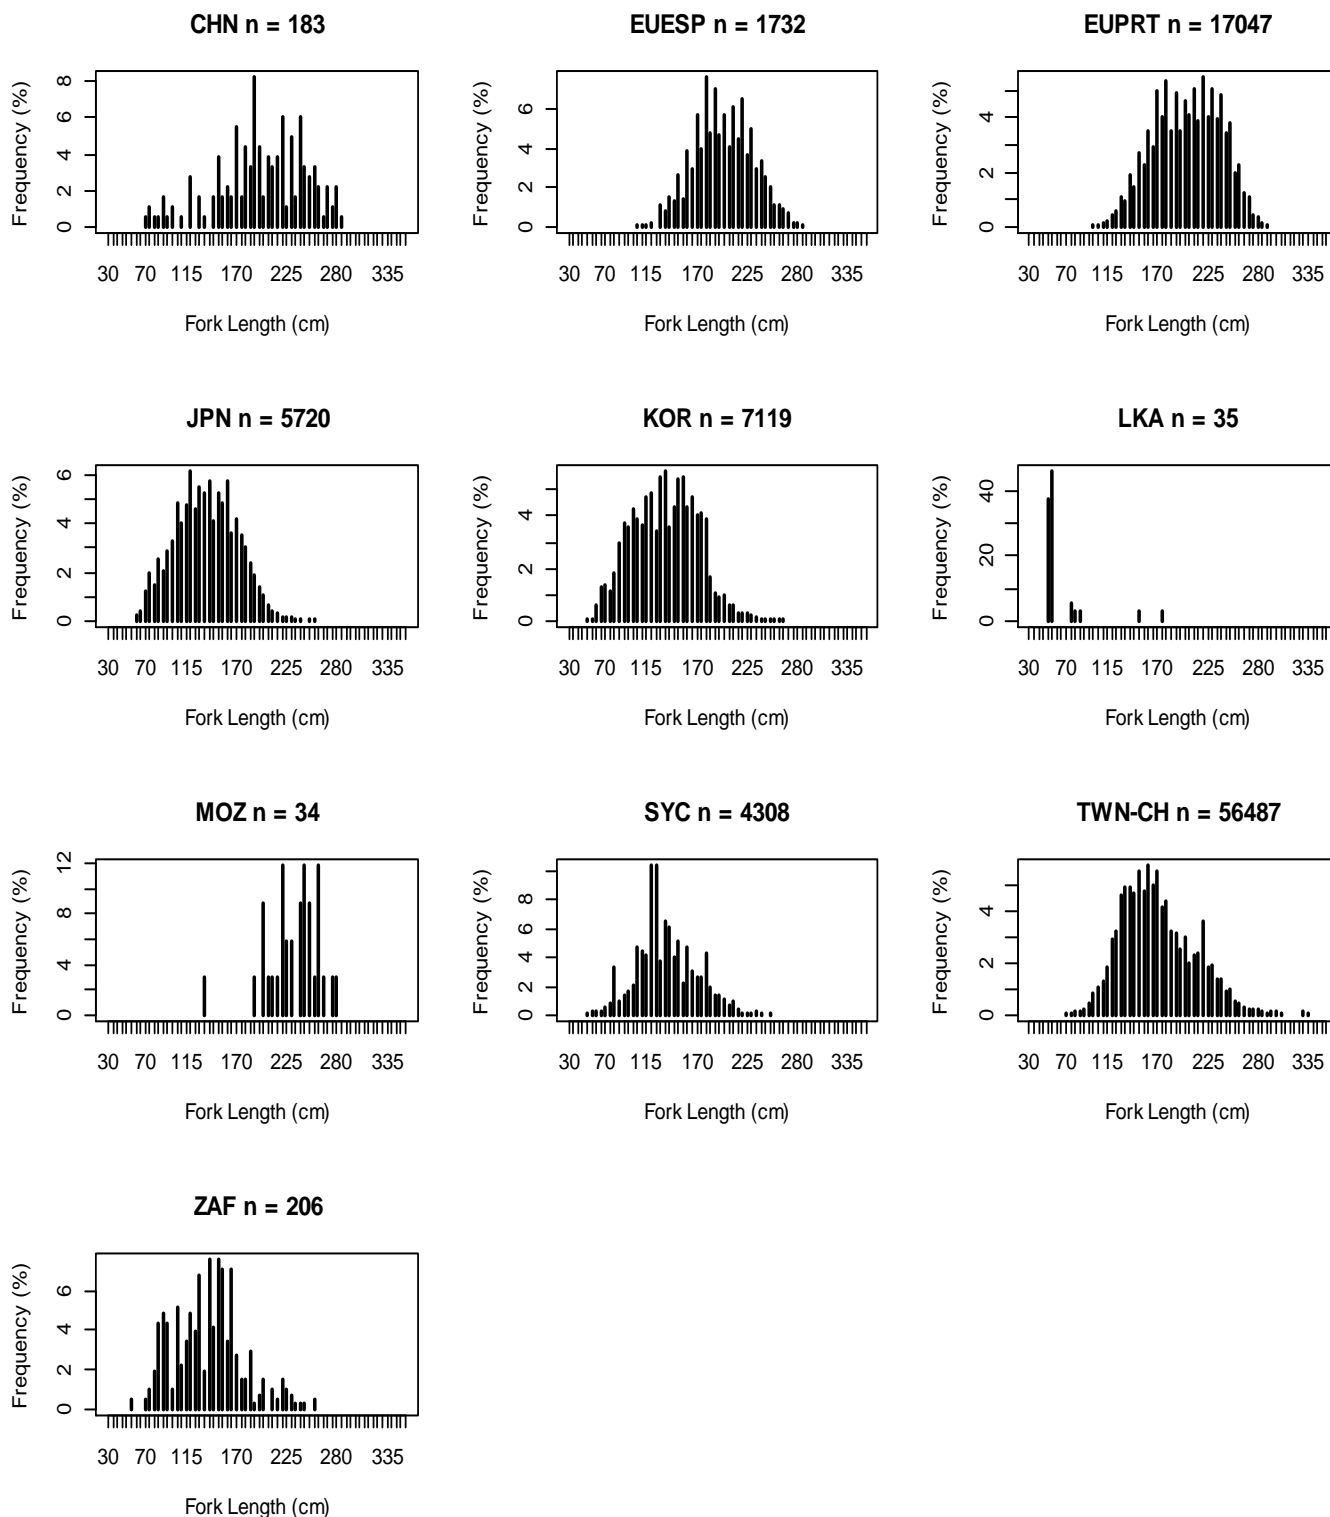 CHN n = 183
EUESP n = 1732
EUPRT n = 17047
Frequency (%)
0 2 4 6 8
30 70 115 170 225 280 335
Fork Length (cm)
Frequency (%)
0 2 4 6
30 70 115 170 225 280 335
Fork Length (cm)
Frequency (%)
0 2 4
30 70 115 170 225 280 335
Fork Length (cm)
JPN n = 5720
KOR n = 7119
LKA n = 35
Frequency (%)
0 2 4 6
30 70 115 170 225 280 335
Fork Length (cm)
Frequency (%)
0 2 4
30 70 115 170 225 280 335
Fork Length (cm)
Frequency (%)
0 20 40
30 70 115 170 225 280 335
Fork Length (cm)
MOZ n = 34
SYC n = 4308
TWN-CH n = 56487
Frequency (%)
0 4 8 12
30 70 115 170 225 280 335
Fork Length (cm)
Frequency (%)
0 2 4 6 8
30 70 115 170 225 280 335
Fork Length (cm)
Frequency (%)
0 2 4
30 70 115 170 225 280 335
Fork Length (cm)
ZAF n = 206
Frequency (%)
0 2 4 6
30 70 115 170 225 280 335
Fork Length (cm)